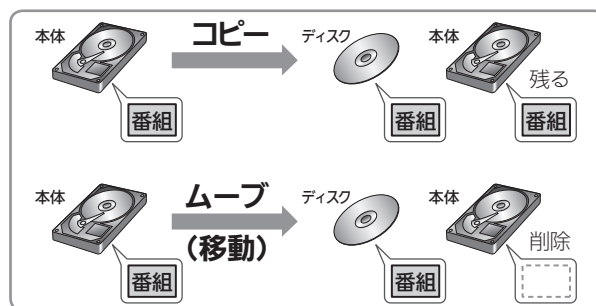 本体 コピー ディスク 本体
残る
番組 番組 番組
本体 ムーブ ディスク 本体
(移動)
削除
番組 番組